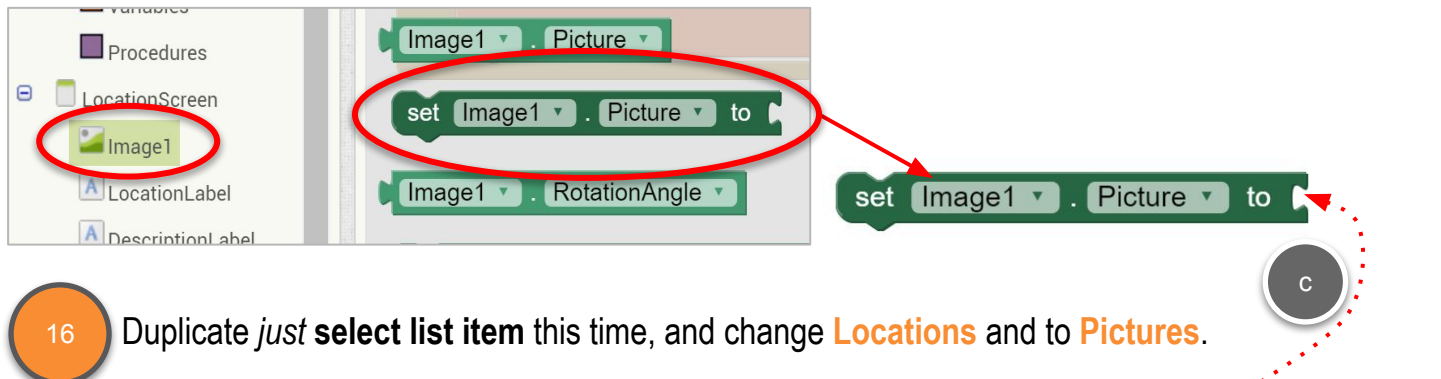 Variables
Procedures
LocationScreen
Image1
LocationLabel
DescriptionLabel
Image1 . Picture
set Image1 . Picture to
Image1 . RotationAngle
set Image1 . Picture to
C
16 Duplicate just select list item this time, and change Locations and to Pictures.